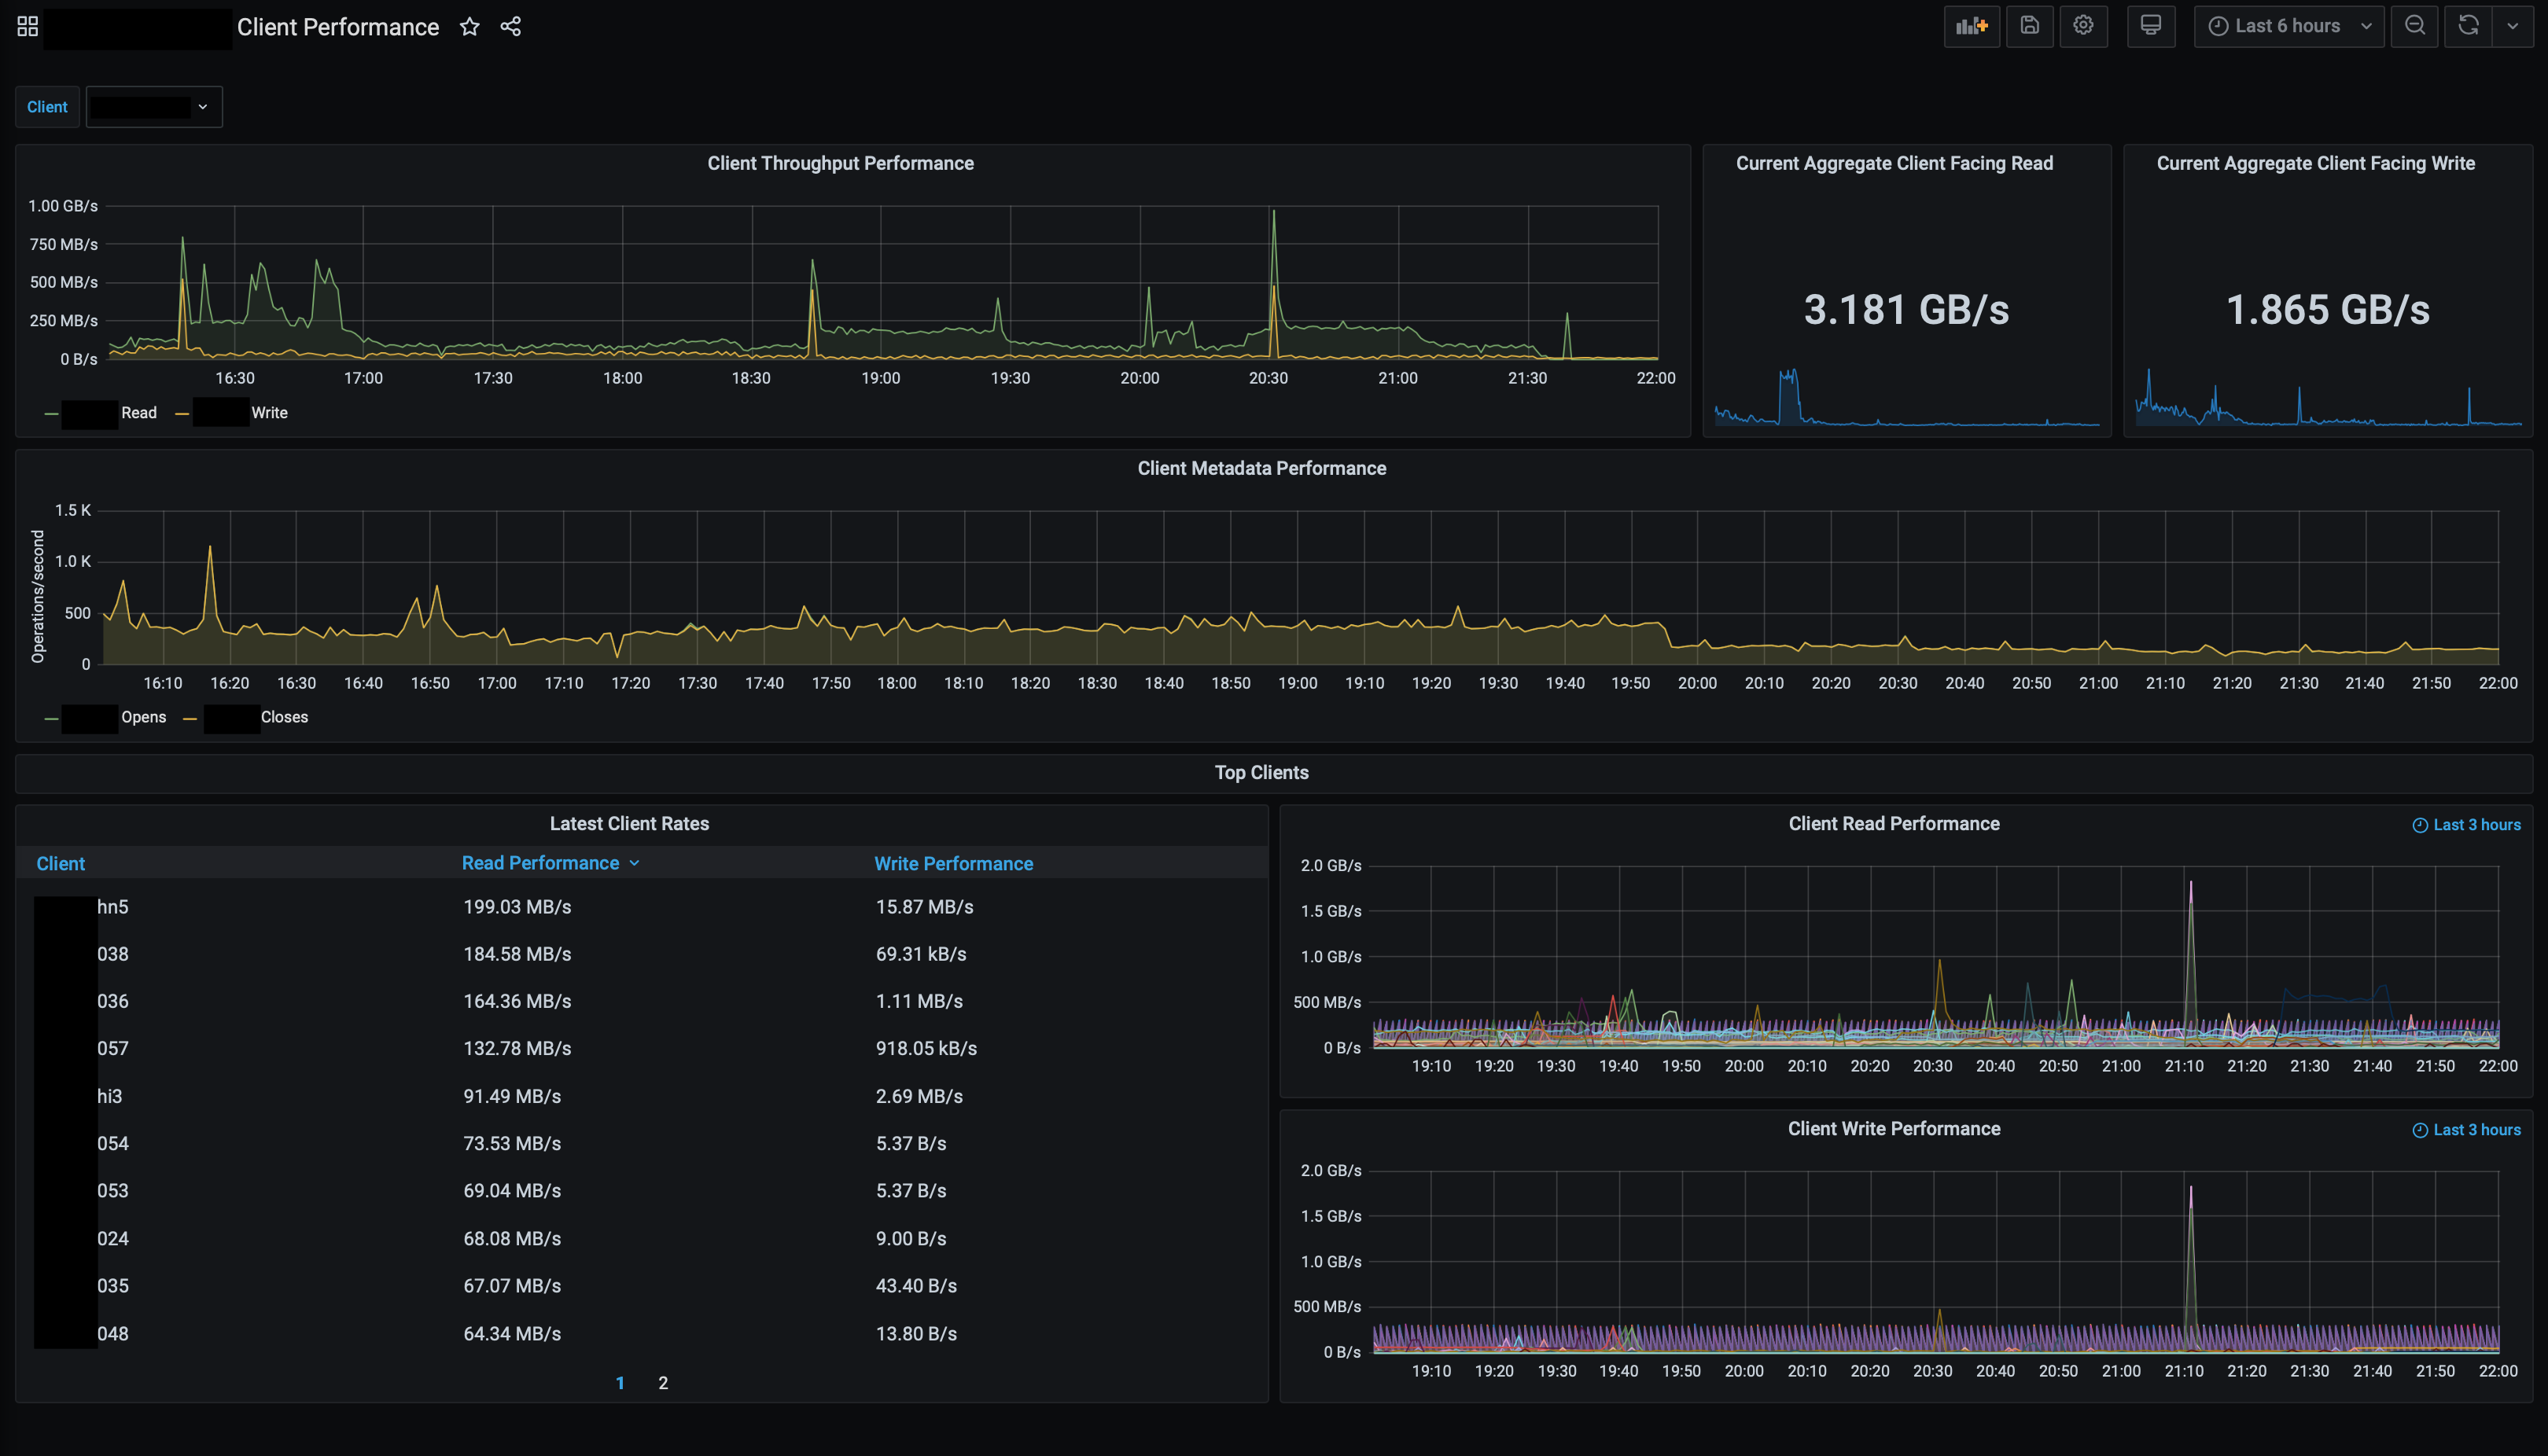 Client Performance
Last 6 hours
Client
Client Throughput Performance
1.00 GB/s
750 MB/s
500 MB/s
250 MB/s
0 B/s
16:30 17:00 17:30 18:00 18:30 19:00 19:30 20:00 20:30 21:00 21:30 22:00
Read Write
Current Aggregate Client Facing Read
3.181 GB/s
Current Aggregate Client Facing Write
1.865 GB/s
Client Metadata Performance
Operations/second
1.5 K
1.0 K
500
0
16:10 16:20 16:30 16:40 16:50 17:00 17:10 17:20 17:30 17:40 17:50 18:00 18:10 18:20 18:30 18:40 18:50 19:00 19:10 19:20 19:30 19:40 19:50 20:00 20:10 20:20 20:30 20:40 20:50 21:00 21:10 21:20 21:30 21:40 21:50 22:00
Opens Closes
Top Clients
Latest Client Rates
Client Read Performance Write Performance
hn5 199.03 MB/s 15.87 MB/s
038 184.58 MB/s 69.31 kB/s
036 164.36 MB/s 1.11 MB/s
057 132.78 MB/s 918.05 kB/s
hi3 91.49 MB/s 2.69 MB/s
054 73.53 MB/s 5.37 B/s
053 69.04 MB/s 5.37 B/s
024 68.08 MB/s 9.00 B/s
035 67.07 MB/s 43.40 B/s
048 64.34 MB/s 13.80 B/s
1 2
Client Read Performance
Last 3 hours
2.0 GB/s
1.5 GB/s
1.0 GB/s
500 MB/s
0 B/s
19:10 19:20 19:30 19:40 19:50 20:00 20:10 20:20 20:30 20:40 20:50 21:00 21:10 21:20 21:30 21:40 21:50 22:00
Client Write Performance
Last 3 hours
2.0 GB/s
1.5 GB/s
1.0 GB/s
500 MB/s
0 B/s
19:10 19:20 19:30 19:40 19:50 20:00 20:10 20:20 20:30 20:40 20:50 21:00 21:10 21:20 21:30 21:40 21:50 22:00